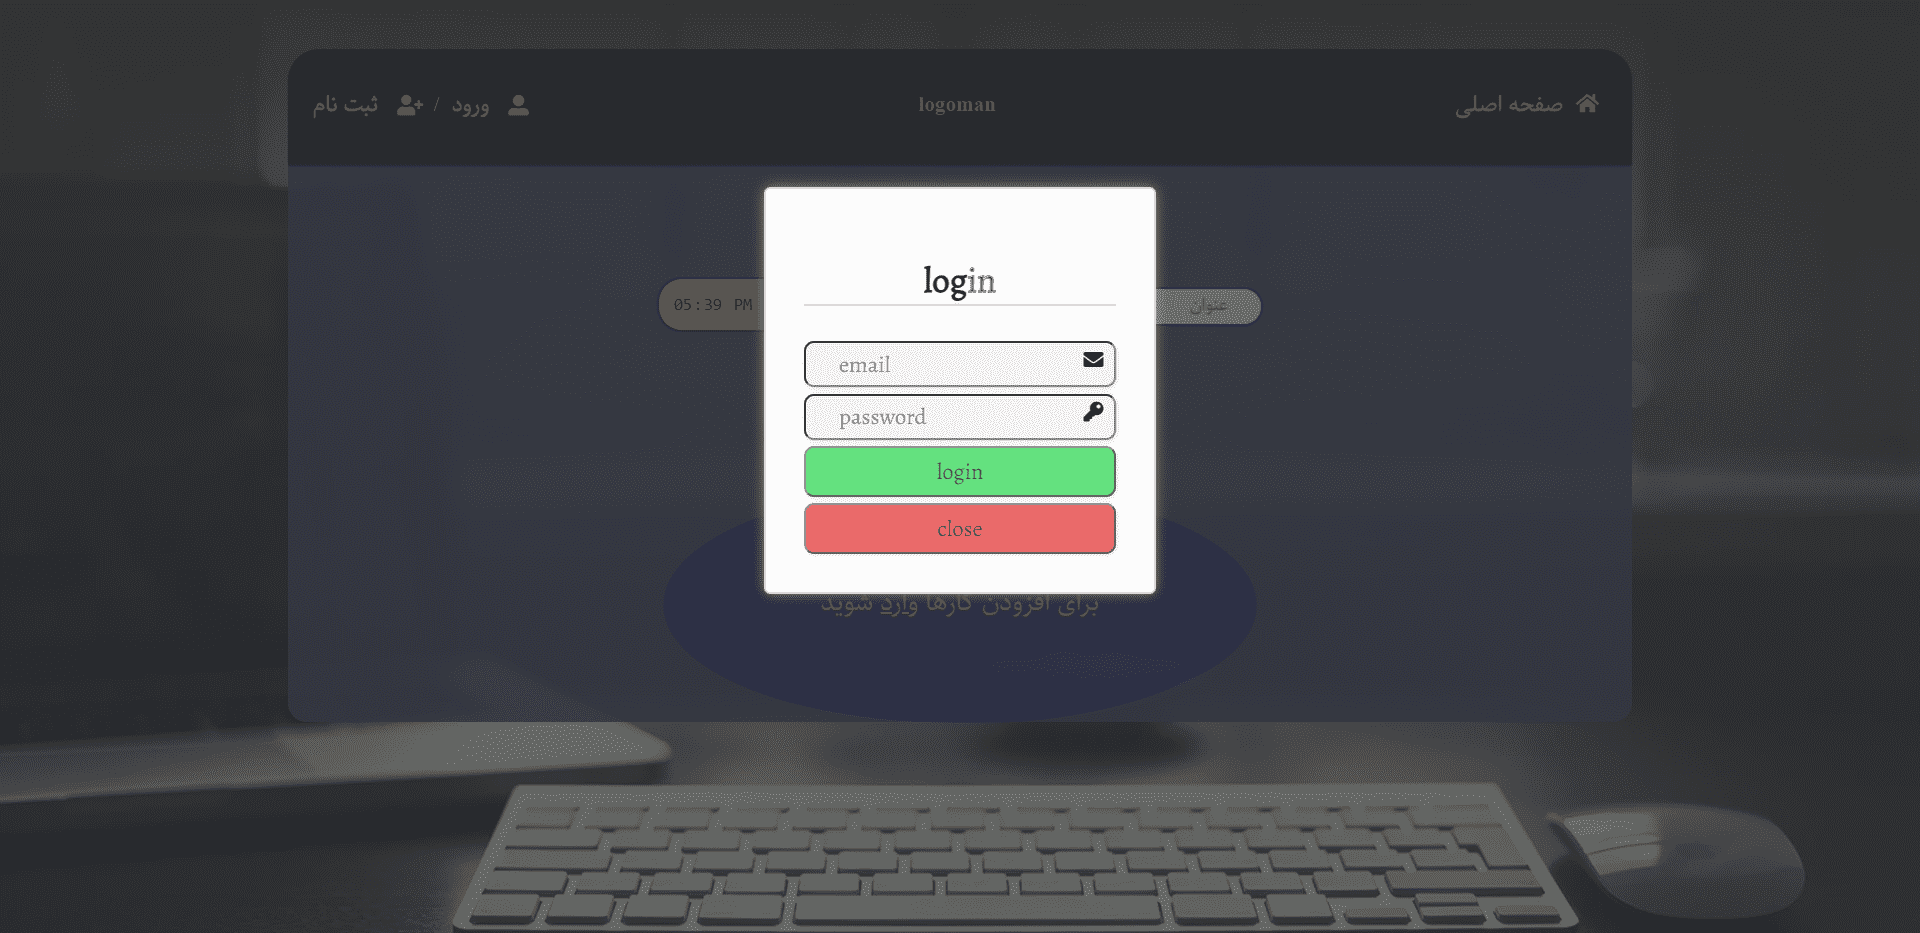 صفحه اصلی
logoman
ورود / ثبت نام
login
05:39 PM
عنوان
email
password
login
close
برای افزودن کارها وارد شوید